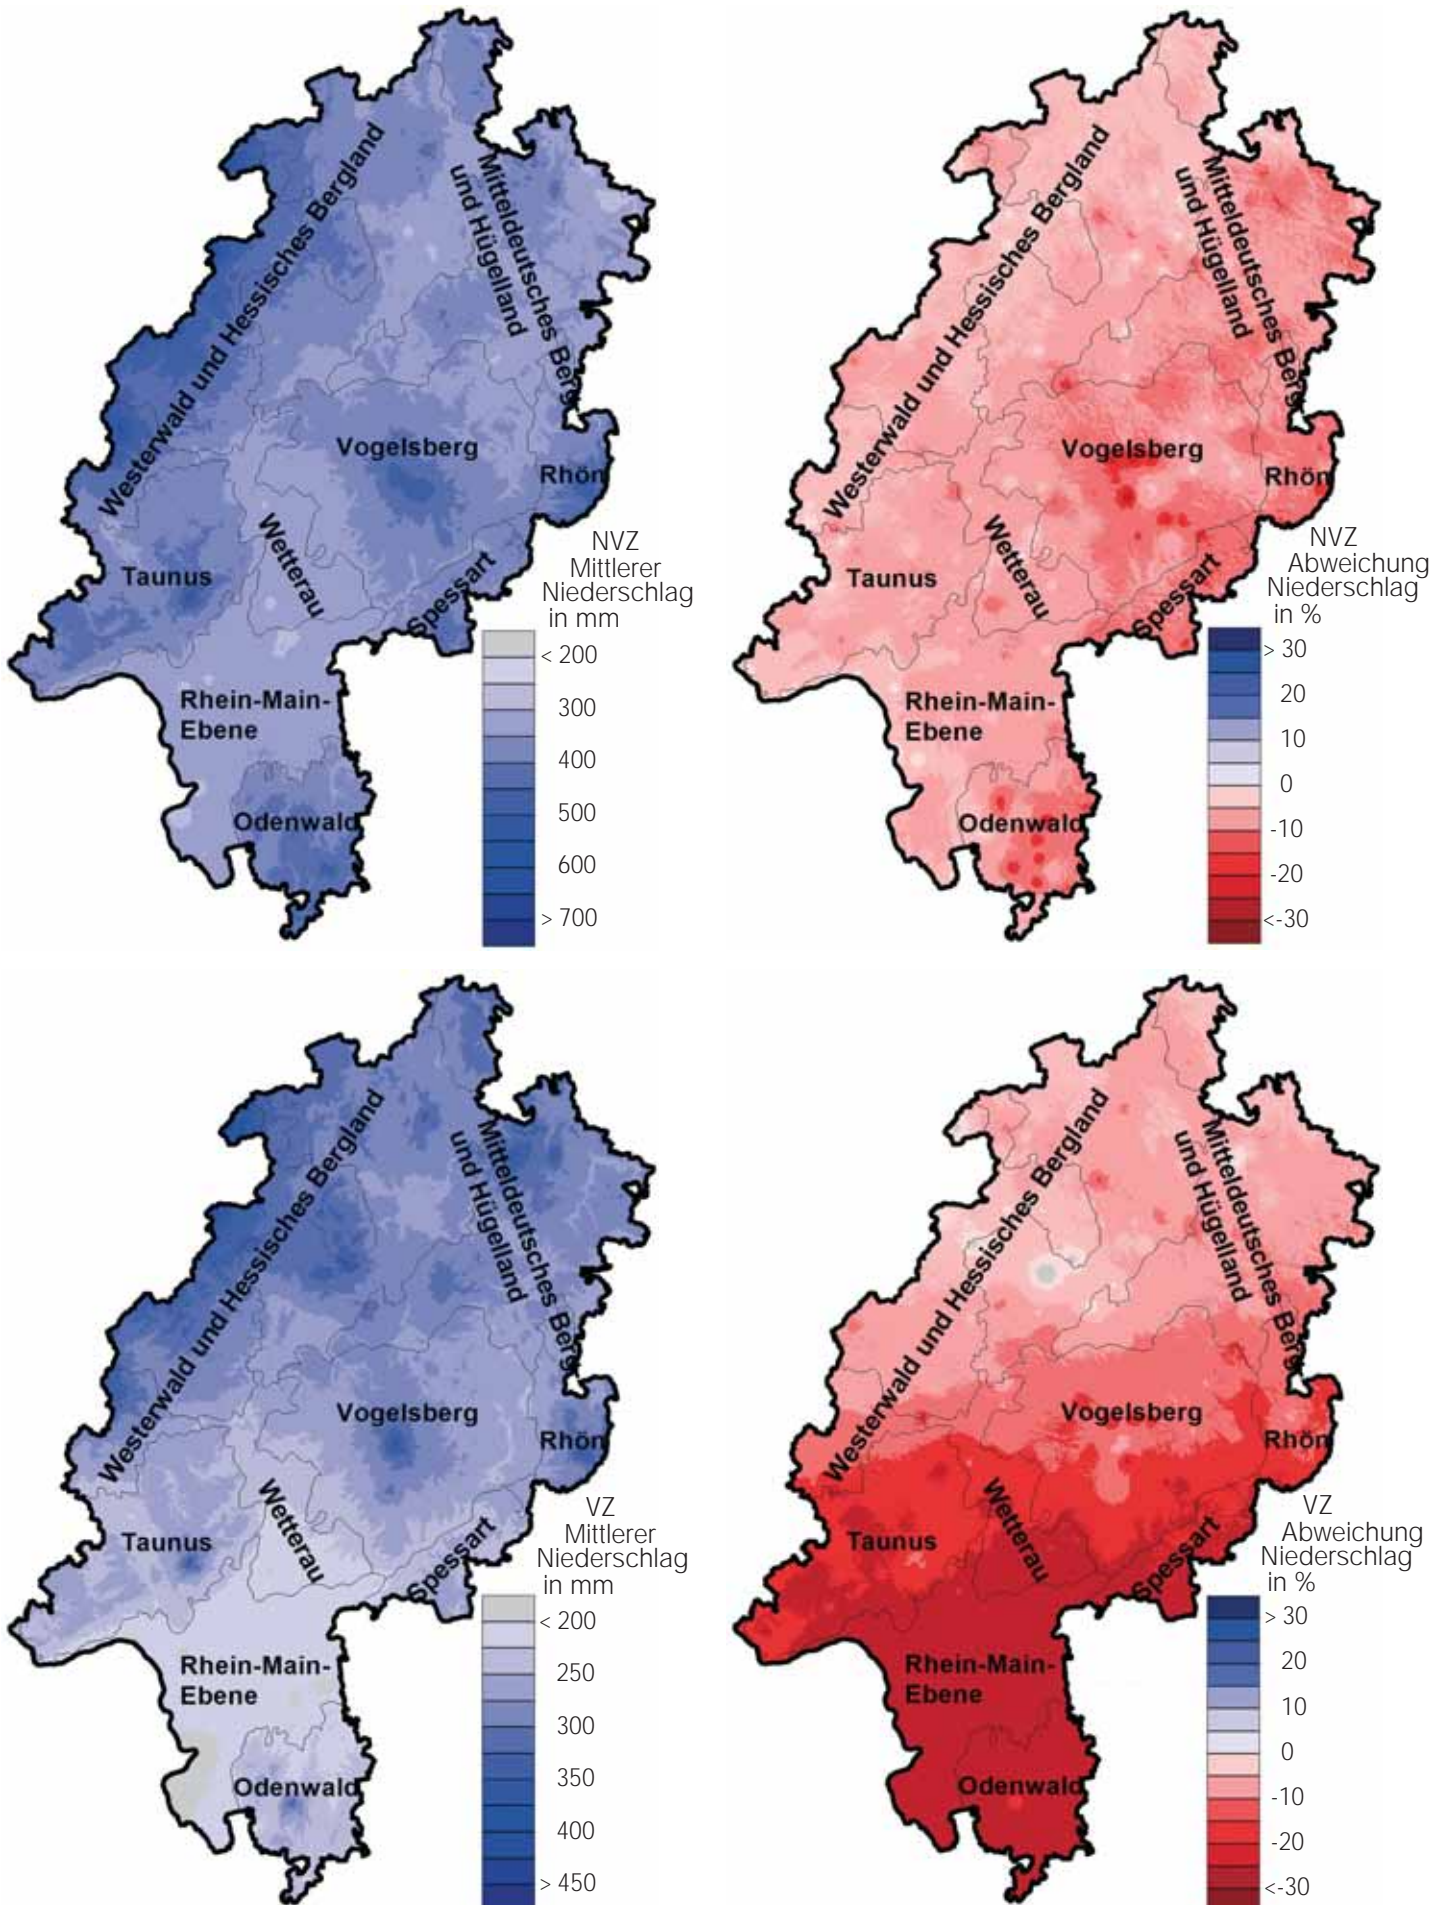 Westerwald und Hessisches Bergland
Mitteldeutsches Berg
und Hügelland
Vogelsberg
Rhön
Wetterau
Taunus
Spessart
Rhein-Main-
Ebene
Odenwald
NVZ
Mittlerer
Niederschlag
in mm
< 200
300
400
500
600
> 700
Westerwald und Hessisches Bergland
Mitteldeutsches Berg
und Hügelland
Vogelsberg
Rhön
Wetterau
Taunus
Spessart
Rhein-Main-
Ebene
Odenwald
NVZ
Abweichung
Niederschlag
in %
> 30
20
10
0
-10
-20
<-30
Westerwald und Hessisches Bergland
Mitteldeutsches Berg
und Hügelland
Vogelsberg
Rhön
Wetterau
Taunus
Spessart
Rhein-Main-
Ebene
Odenwald
VZ
Mittlerer
Niederschlag
in mm
< 200
250
300
350
400
> 450
Westerwald und Hessisches Bergland
Mitteldeutsches Berg
und Hügelland
Vogelsberg
Rhön
Wetterau
Taunus
Spessart
Rhein-Main-
Ebene
Odenwald
VZ
Abweichung
Niederschlag
in %
> 30
20
10
0
-10
-20
<-30